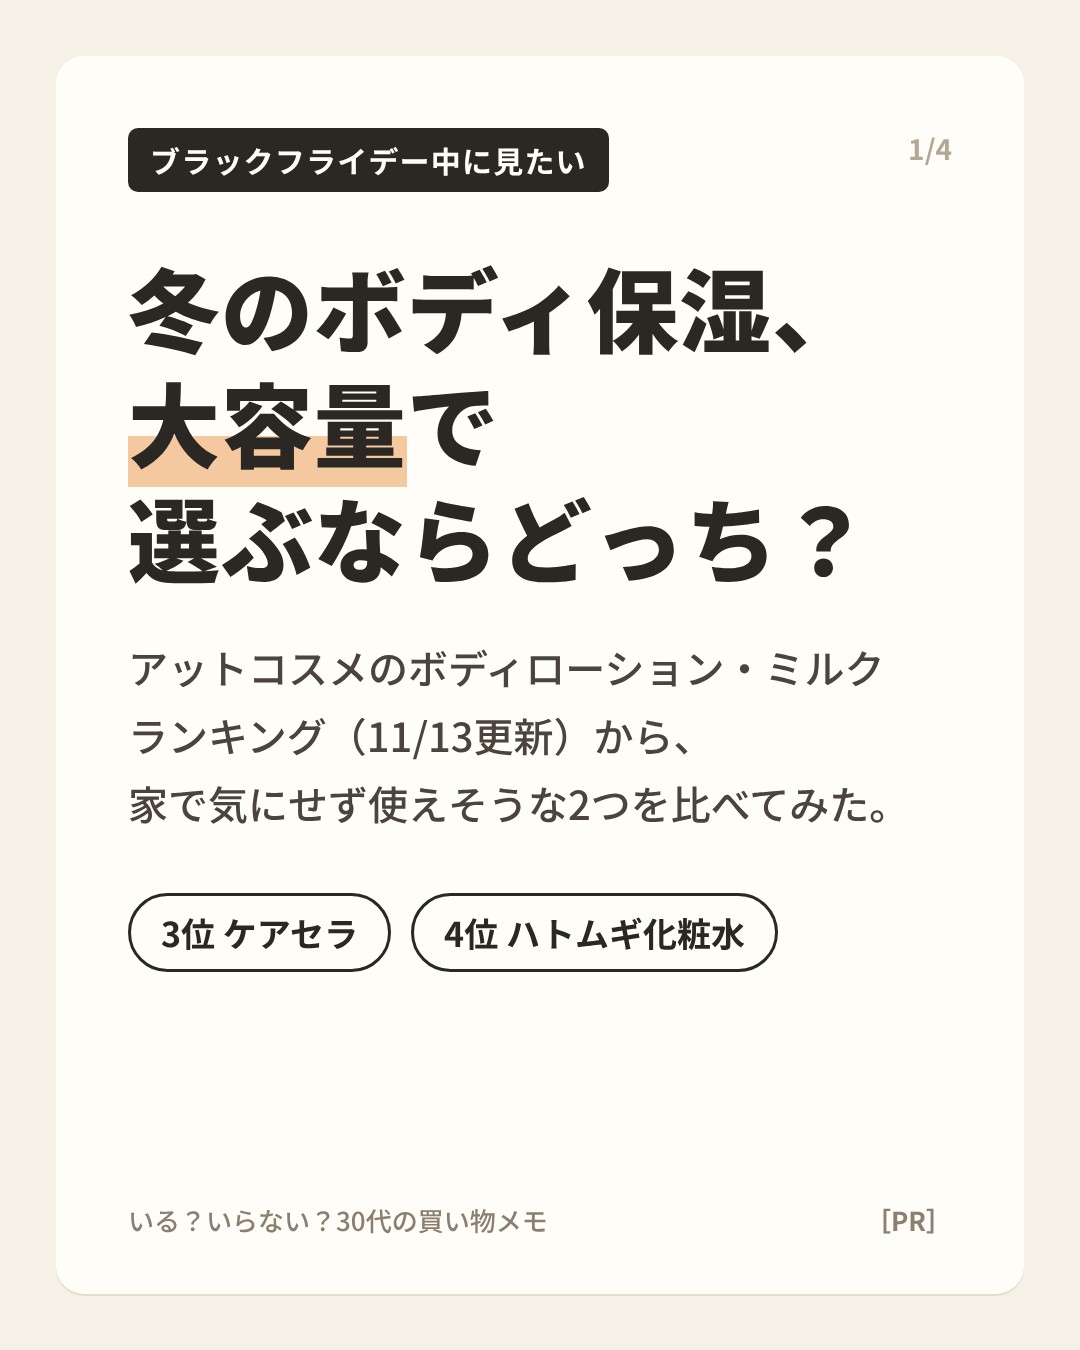 ブラックフライデー中に見たい
1/4
冬のボディ保湿、
大容量で
選ぶならどっち？
アットコスメのボディローション・ミルク
ランキング（11/13更新）から、
家で気にせず使えそうな2つを比べてみた。
3位 ケアセラ
4位 ハトムギ化粧水
いる？いらない？30代の買い物メモ
[PR]